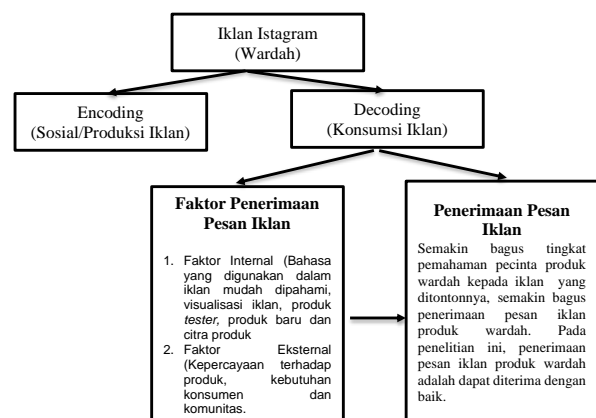 Iklan Istagram
(Wardah)
Encoding
(Sosial/Produksi Iklan)
Decoding
(Konsumsi Iklan)
Faktor Penerimaan
Pesan Iklan
1. Faktor Internal (Bahasa
yang digunakan dalam
iklan mudah dipahami,
visualisasi iklan, produk
tester, produk baru dan
citra produk
2. Faktor Eksternal
(Kepercayaan terhadap
produk, kebutuhan
konsumen dan
komunitas.
Penerimaan Pesan
Iklan
Semakin bagus tingkat
pemahaman pecinta produk
wardah kepada iklan yang
ditontonnya, semakin bagus
penerimaan pesan iklan
produk wardah. Pada
penelitian ini, penerimaan
pesan iklan produk wardah
adalah dapat diterima dengan
baik.